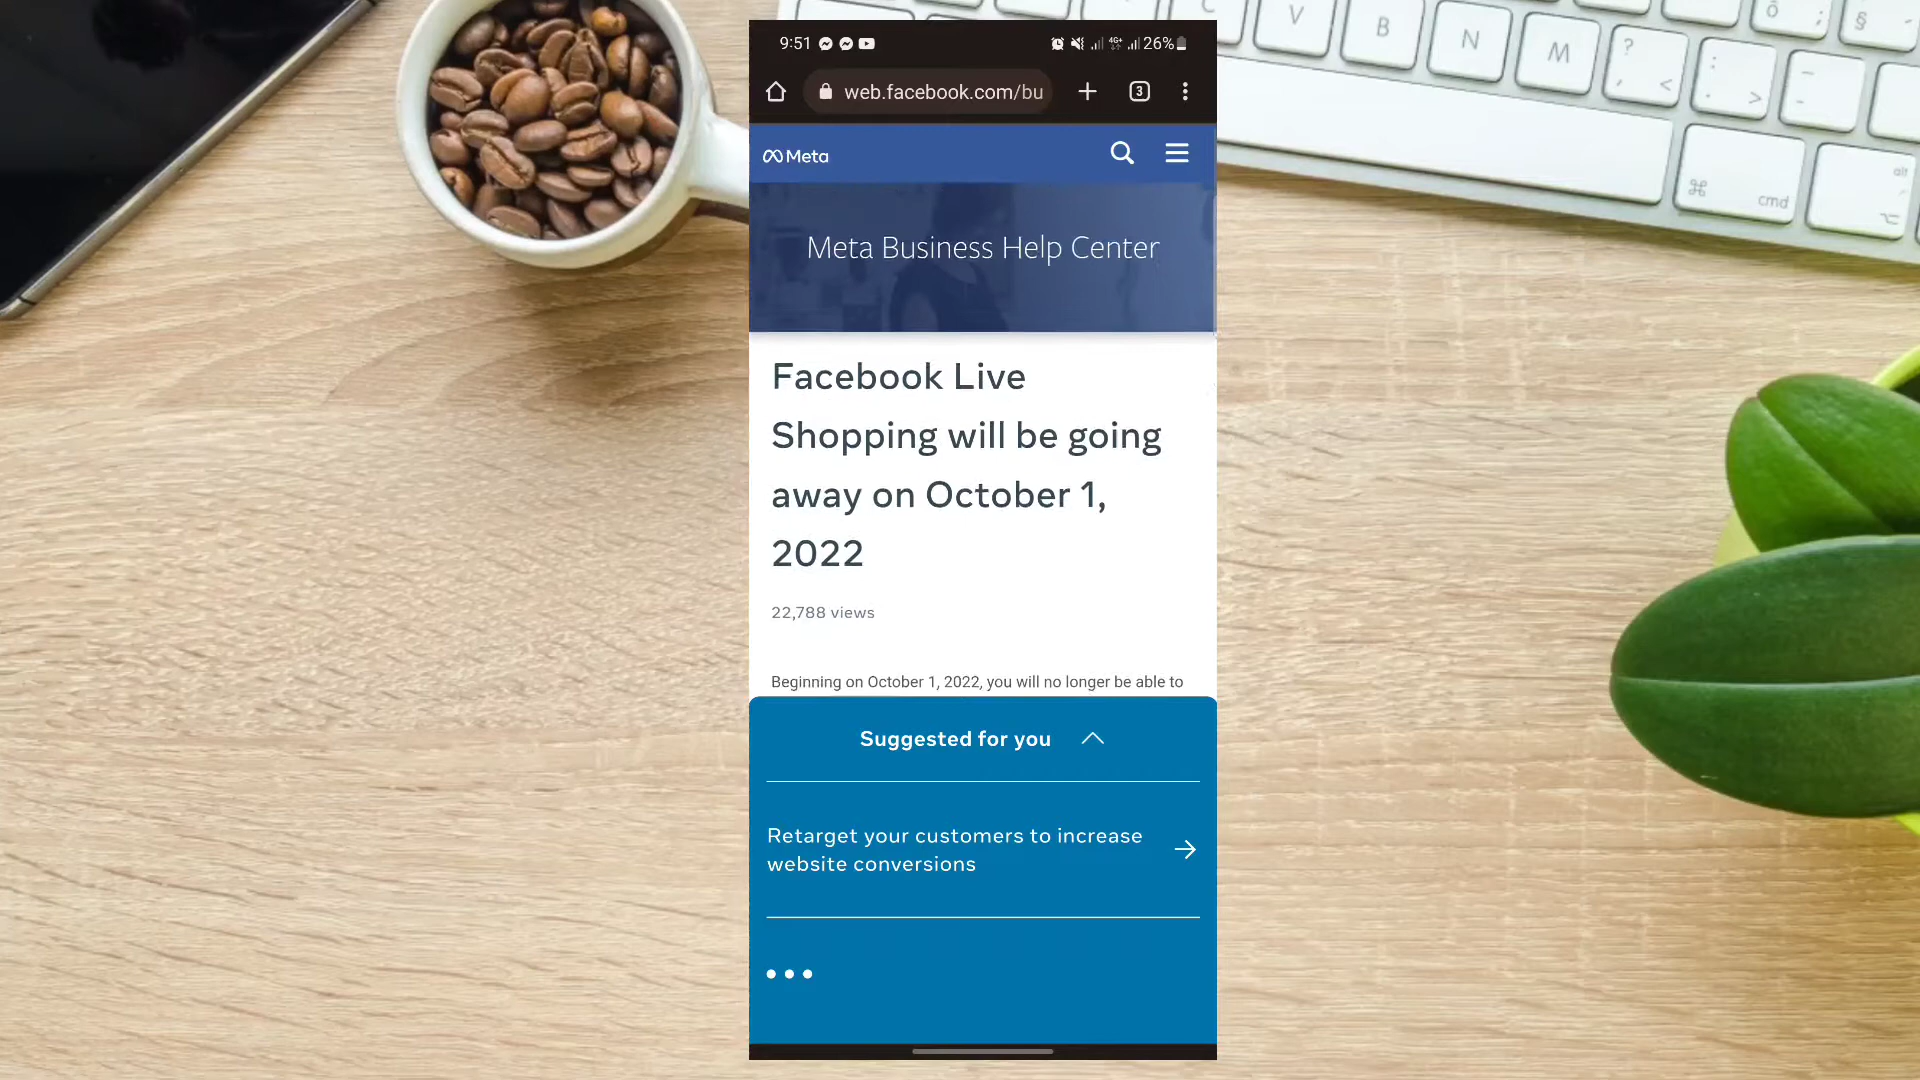 9:51
4G+
26%
web.facebook.com/bu
3
Meta
Meta Business Help Center
Facebook Live
Shopping will be going
away on October 1,
2022
22,788 views
Beginning on October 1, 2022, you will no longer be able to
Suggested for you
Retarget your customers to increase
website conversions
C
V
B
N
M
?
, <
:
. >
–
-
Ö
;
§
⌘
cmd
alt
⌥